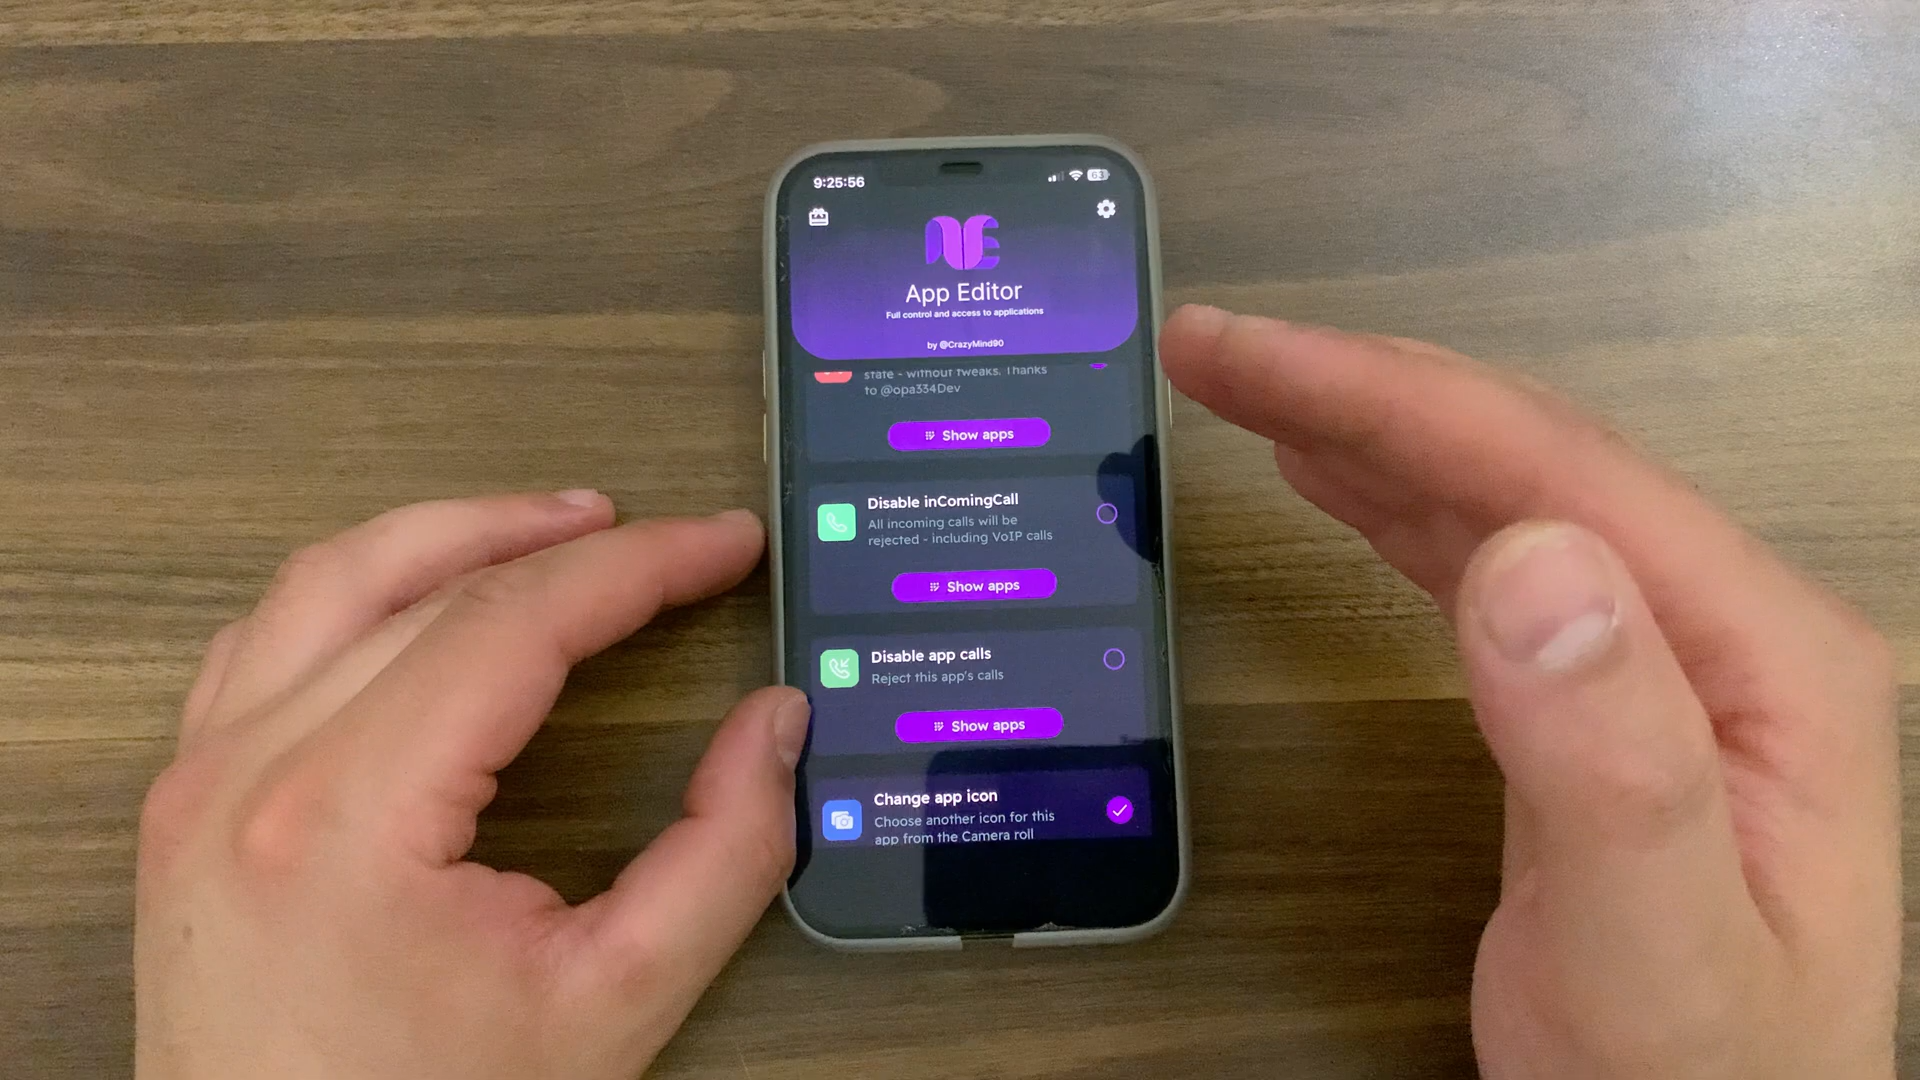 9:25:56
63
App Editor
Full control and access to applications
by @CrazyMind90
state - without tweaks. Thanks
to @opa334Dev
Show apps
Disable inComingCall
All incoming calls will be
rejected - including VoIP calls
Show apps
Disable app calls
Reject this app's calls
Show apps
Change app icon
Choose another icon for this
app from the Camera roll